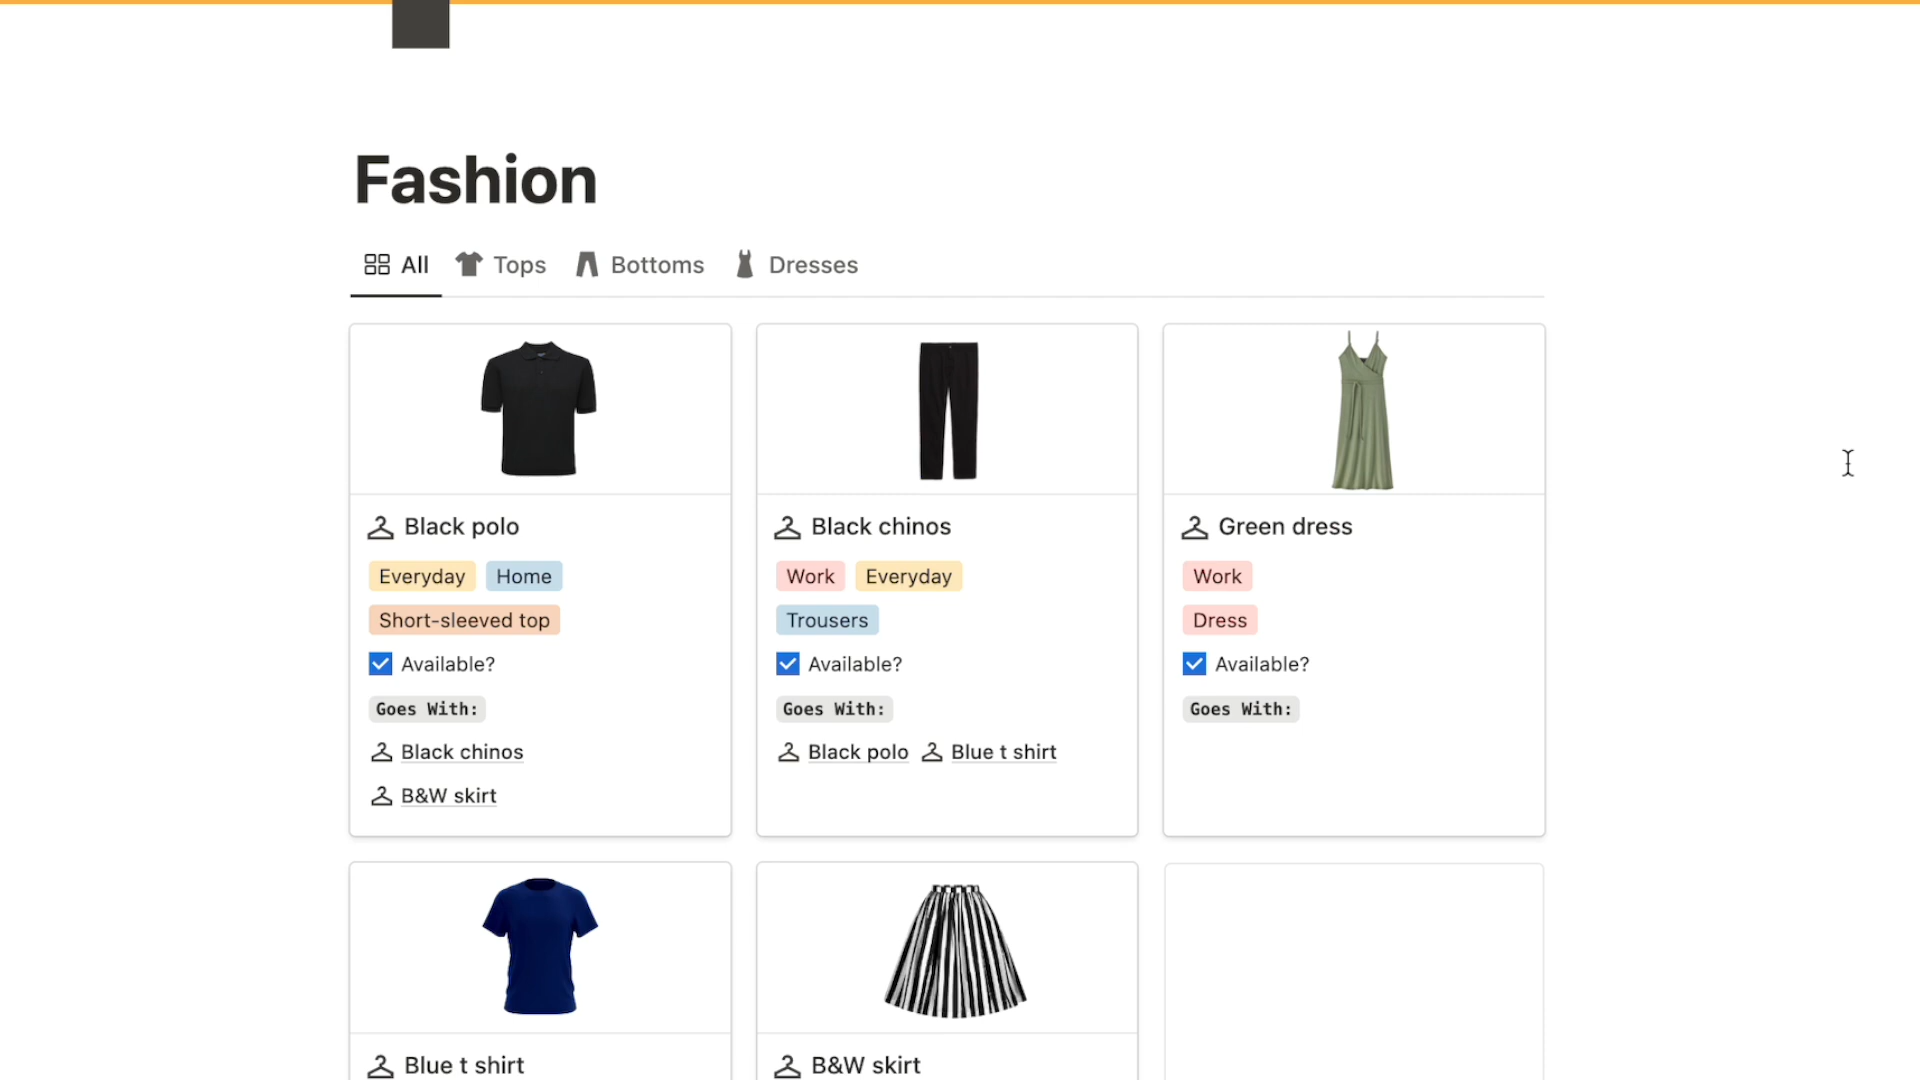 Fashion
All Tops Bottoms Dresses
Black polo
Everyday Home
Short-sleeved top
Available?
Goes With:
Black chinos
B&W skirt
Black chinos
Work Everyday
Trousers
Available?
Goes With:
Black polo Blue t shirt
Green dress
Work
Dress
Available?
Goes With:
Blue t shirt
B&W skirt